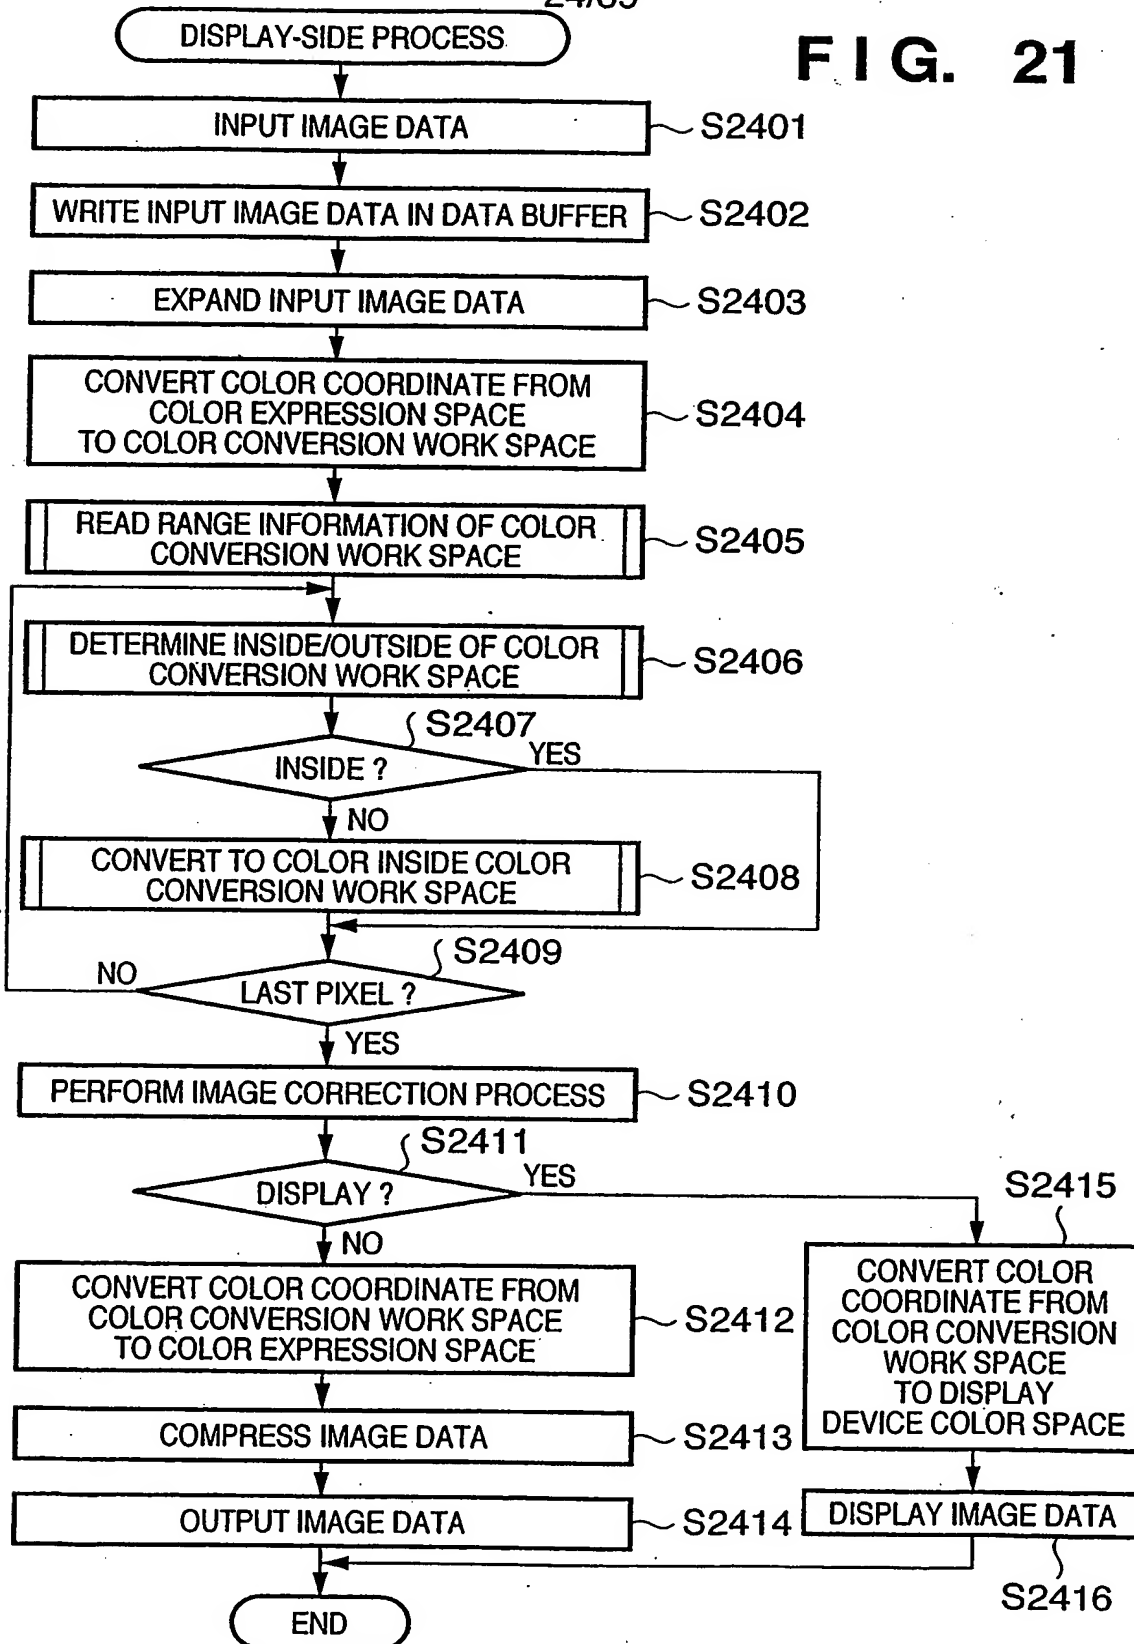 DISPLAY-SIDE PROCESS
FIG. 21
INPUT IMAGE DATA
S2401
WRITE INPUT IMAGE DATA IN DATA BUFFER
S2402
EXPAND INPUT IMAGE DATA
S2403
CONVERT COLOR COORDINATE FROM
COLOR EXPRESSION SPACE
TO COLOR CONVERSION WORK SPACE
S2404
READ RANGE INFORMATION OF COLOR
CONVERSION WORK SPACE
S2405
DETERMINE INSIDE/OUTSIDE OF COLOR
CONVERSION WORK SPACE
S2406
S2407
INSIDE ?
YES
NO
CONVERT TO COLOR INSIDE COLOR
CONVERSION WORK SPACE
S2408
S2409
NO
LAST PIXEL ?
YES
PERFORM IMAGE CORRECTION PROCESS
S2410
S2411
DISPLAY ?
YES
NO
S2415
CONVERT COLOR COORDINATE FROM
COLOR CONVERSION WORK SPACE
TO COLOR EXPRESSION SPACE
S2412
CONVERT COLOR
COORDINATE FROM
COLOR CONVERSION
WORK SPACE
TO DISPLAY
DEVICE COLOR SPACE
COMPRESS IMAGE DATA
S2413
OUTPUT IMAGE DATA
S2414
DISPLAY IMAGE DATA
S2416
END